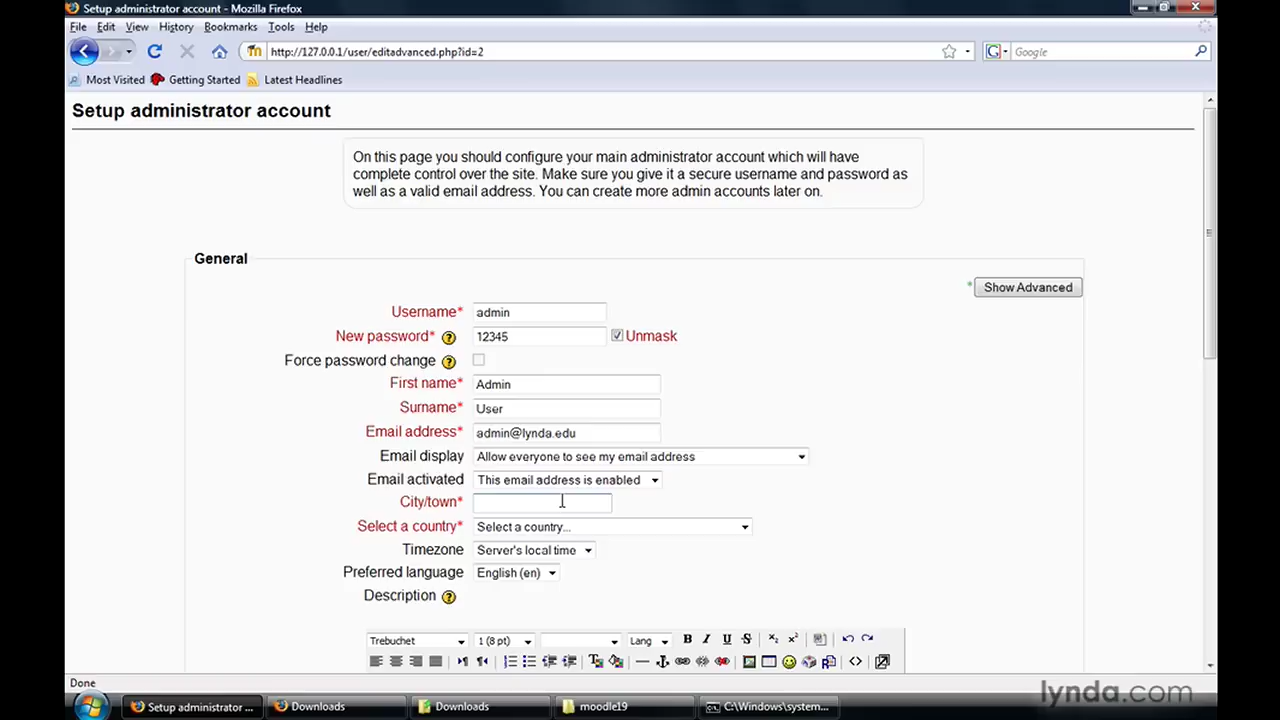 Setup administrator account - Mozilla Firefox
File Edit View History Bookmarks Tools Help
http://127.0.0.1/user/editadvanced.php?id=2
Google
Most Visited Getting Started Latest Headlines
Setup administrator account
On this page you should configure your main administrator account which will have
complete control over the site. Make sure you give it a secure username and password as
well as a valid email address. You can create more admin accounts later on.
General
* Show Advanced
Username* admin
New password* 12345 Unmask
Force password change
First name* Admin
Surname* User
Email address* admin@lynda.edu
Email display Allow everyone to see my email address
Email activated This email address is enabled
City/town*
Select a country* Select a country...
Timezone Server's local time
Preferred language English (en)
Description
Trebuchet 1 (8 pt) Lang B I U S
Done
lynda.com
Setup administrator ... Downloads Downloads moodle19 C:\Windows\system...